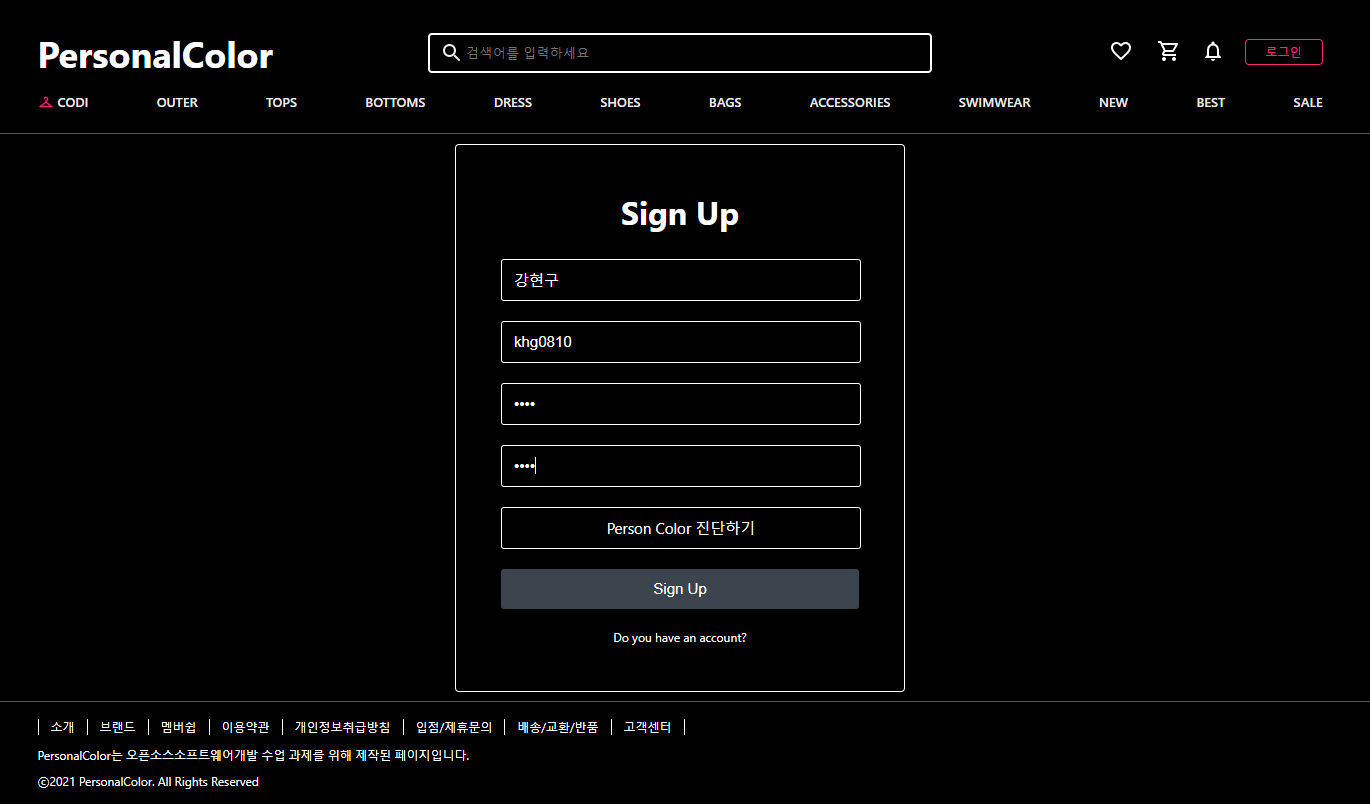 PersonalColor
검색어를 입력하세요
로그인
CODI OUTER TOPS BOTTOMS DRESS SHOES BAGS ACCESSORIES SWIMWEAR NEW BEST SALE
Sign Up
강현구
khg0810
••••
••••
Person Color 진단하기
Sign Up
Do you have an account?
소개 브랜드 멤버쉽 이용약관 개인정보취급방침 입점/제휴문의 배송/교환/반품 고객센터
PersonalColor는 오픈소스소프트웨어개발 수업 과제를 위해 제작된 페이지입니다.
©2021 PersonalColor. All Rights Reserved